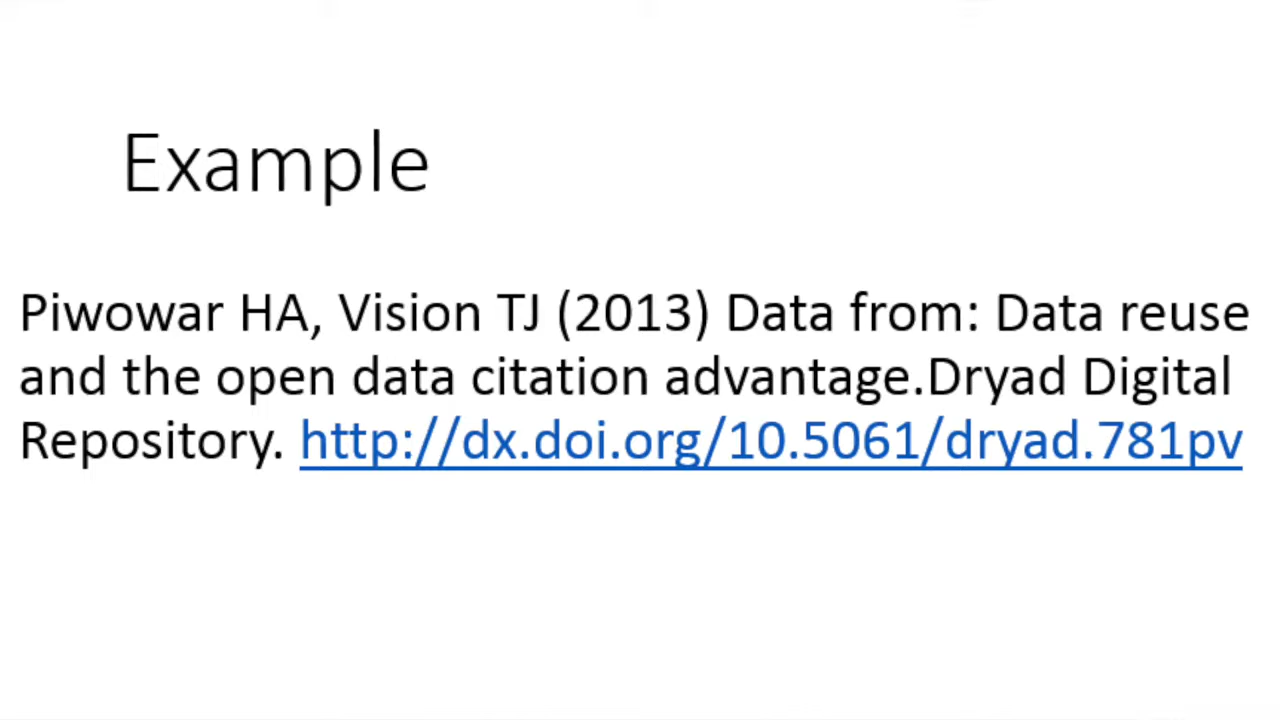 Example
Piwowar HA, Vision TJ (2013) Data from: Data reuse
and the open data citation advantage.Dryad Digital
Repository. http://dx.doi.org/10.5061/dryad.781pv